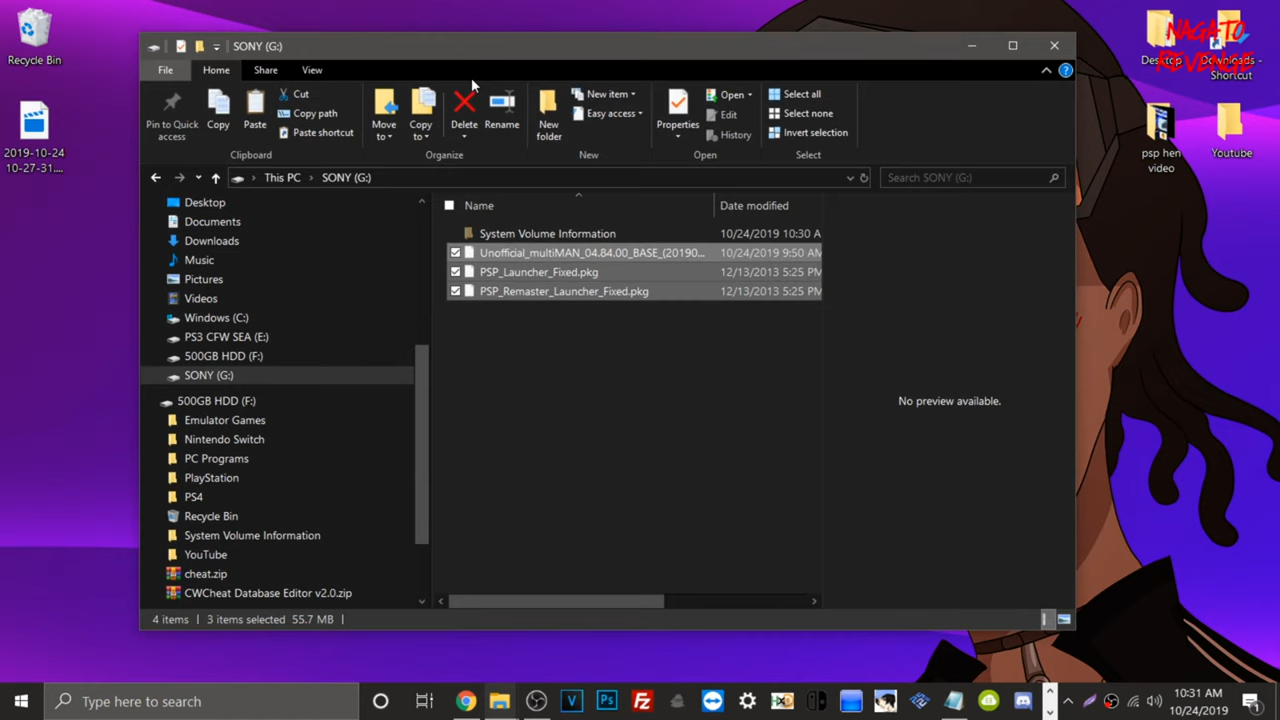 Recycle Bin
2019-10-24
10-27-31....
Desktop
Downloads -
Shortcut
NAGATO
REVENGE
psp hen
video
Youtube
SONY (G:)
File
Home
Share
View
Pin to Quick
access
Copy
Paste
Cut
Copy path
Paste shortcut
Clipboard
Move
to
Copy
to
Delete
Rename
Organize
New
folder
New item
Easy access
New
Properties
Open
Edit
History
Open
Select all
Select none
Invert selection
Select
This PC
SONY (G:)
Search SONY (G:)
Desktop
Documents
Downloads
Music
Pictures
Videos
Windows (C:)
PS3 CFW SEA (E:)
500GB HDD (F:)
SONY (G:)
500GB HDD (F:)
Emulator Games
Nintendo Switch
PC Programs
PlayStation
PS4
Recycle Bin
System Volume Information
YouTube
cheat.zip
CWCheat Database Editor v2.0.zip
Name
Date modified
System Volume Information
10/24/2019 10:30 A
Unofficial_multiMAN_04.84.00_BASE_(20190...
10/24/2019 9:50 AM
PSP_Launcher_Fixed.pkg
12/13/2013 5:25 PM
PSP_Remaster_Launcher_Fixed.pkg
12/13/2013 5:25 PM
No preview available.
4 items
3 items selected 55.7 MB
Type here to search
10:31 AM
10/24/2019